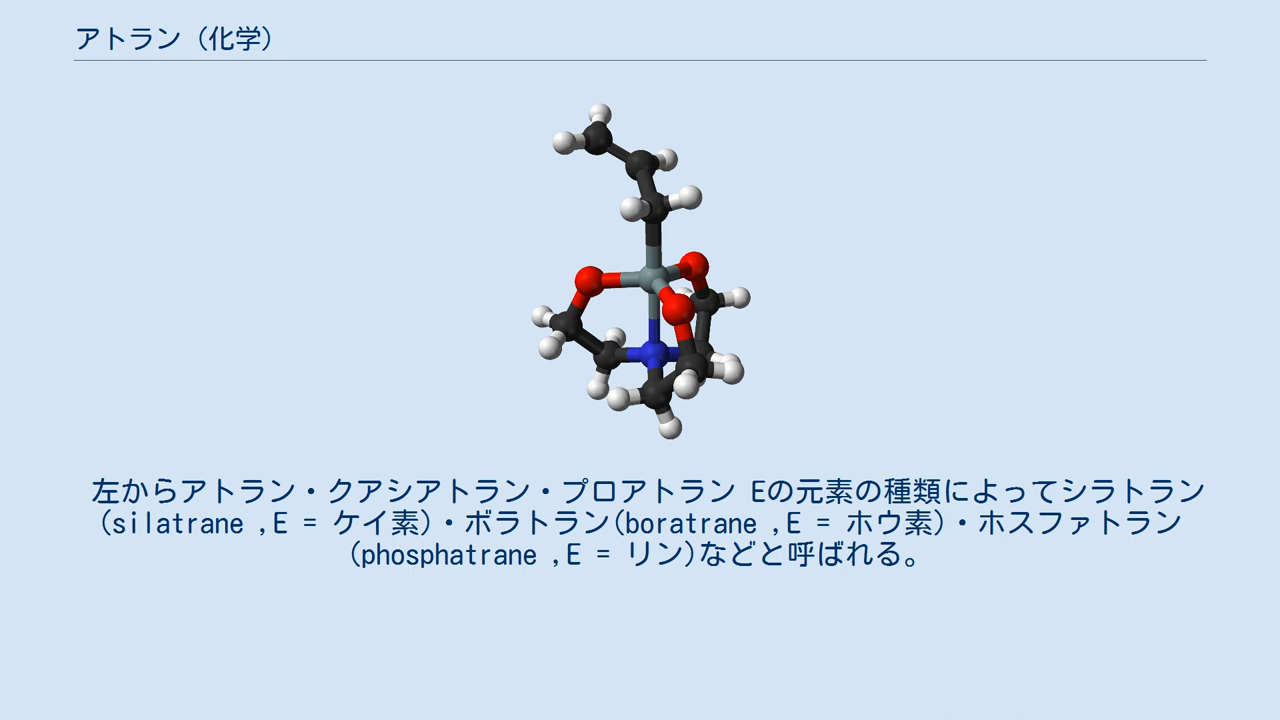 アトラン（化学）
左からアトラン・クアシアトラン・プロアトラン Eの元素の種類によってシラトラン
(silatrane ,E = ケイ素)・ボラトラン(boratrane ,E = ホウ素)・ホスファトラン
(phosphatrane ,E = リン)などと呼ばれる。